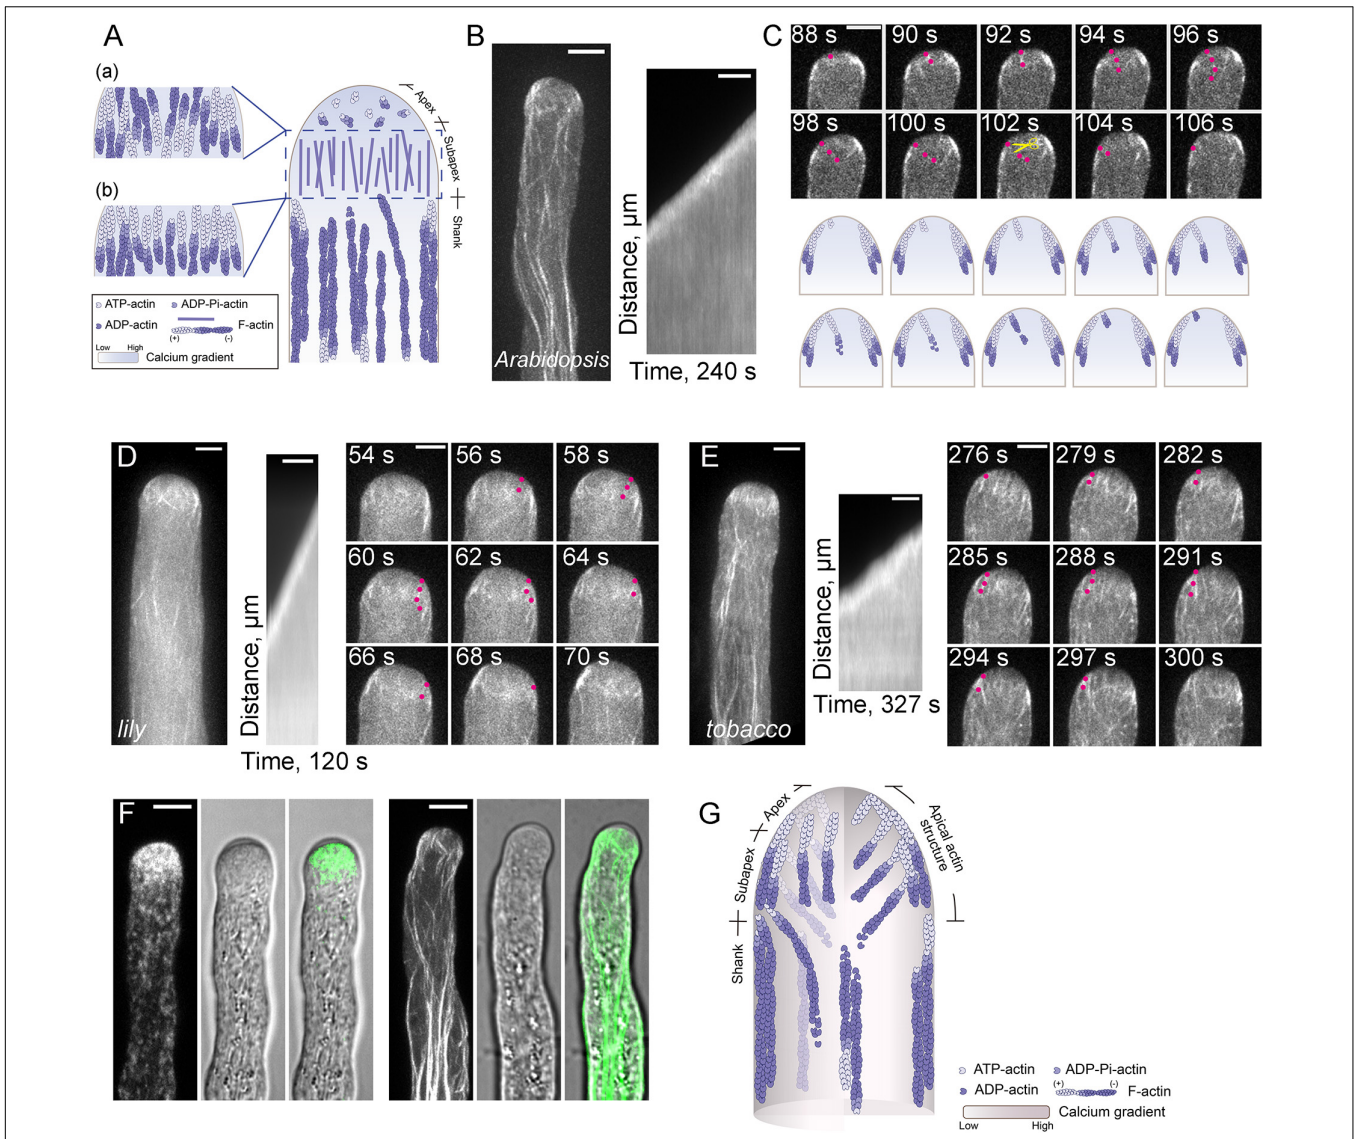 A
(a)
(b)
Apex
Subapex
Shank
ATP-actin
ADP-Pi-actin
ADP-actin
F-actin
(+)
(-)
Low
High
Calcium gradient
B
Arabidopsis
Distance, µm
Time, 240 s
C
88 s
90 s
92 s
94 s
96 s
98 s
100 s
102 s
104 s
106 s
D
lily
Distance, µm
Time, 120 s
54 s
56 s
58 s
60 s
62 s
64 s
66 s
68 s
70 s
E
tobacco
Distance, µm
Time, 327 s
276 s
279 s
282 s
285 s
288 s
291 s
294 s
297 s
300 s
F
G
Apex
Subapex
Shank
Apical actin
structure
ATP-actin
ADP-Pi-actin
ADP-actin
(+)
(-)
F-actin
Calcium gradient
Low
High